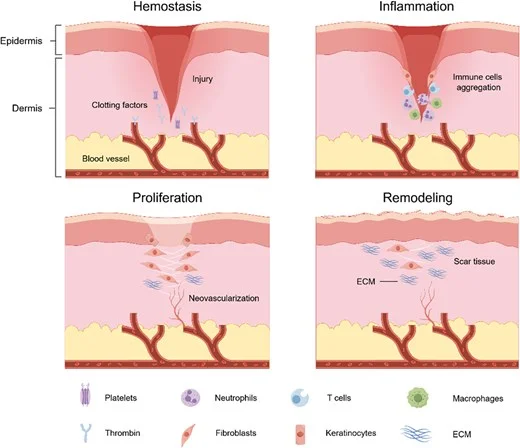 Hemostasis
Inflammation
Epidermis
Dermis
Injury
Clotting factors
Blood vessel
Immune cells
aggregation
Proliferation
Remodeling
Neovascularization
Scar tissue
ECM
Platelets
Neutrophils
T cells
Macrophages
Thrombin
Fibroblasts
Keratinocytes
ECM